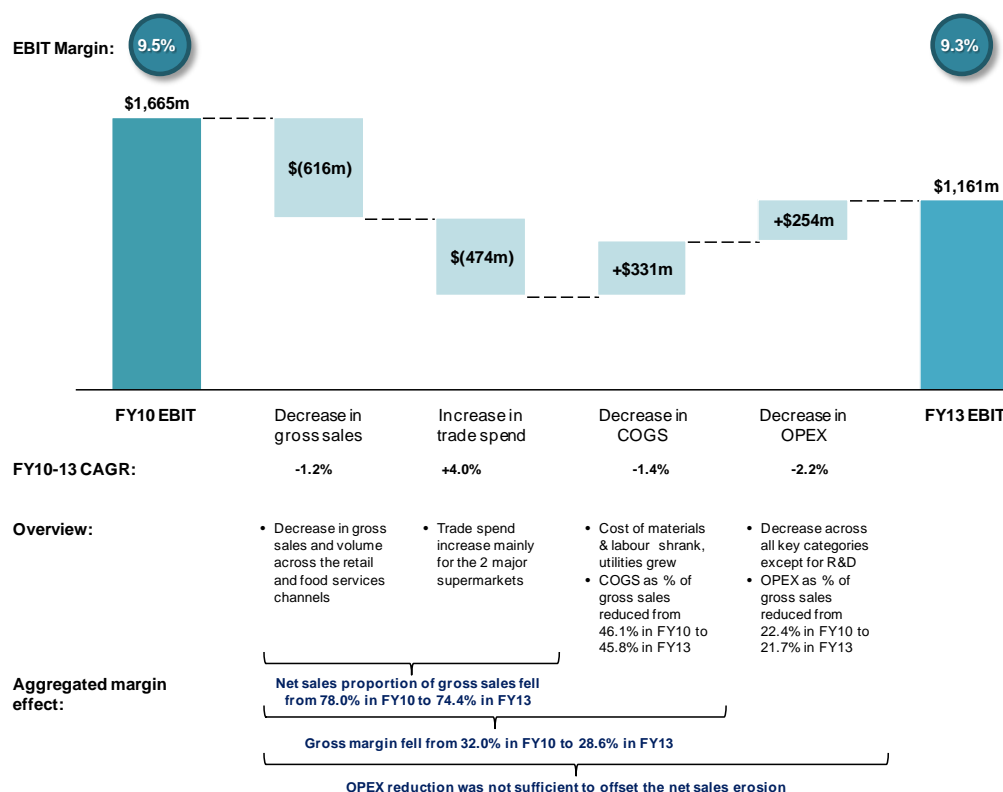 EBIT Margin:
9.5%
9.3%
$1,665m
$(616m)
$(474m)
+$331m
+$254m
$1,161m
FY10 EBIT
Decrease in
gross sales
Increase in
trade spend
Decrease in
COGS
Decrease in
OPEX
FY13 EBIT
FY10-13 CAGR:
-1.2%
+4.0%
-1.4%
-2.2%
Overview:
• Decrease in gross
sales and volume
across the retail
and food services
channels
• Trade spend
increase mainly
for the 2 major
supermarkets
• Cost of materials
& labour shrank,
utilities grew
• COGS as % of
gross sales
reduced from
46.1% in FY10 to
45.8% in FY13
• Decrease across
all key categories
except for R&D
• OPEX as % of
gross sales
reduced from
22.4% in FY10 to
21.7% in FY13
Aggregated margin
effect:
Net sales proportion of gross sales fell
from 78.0% in FY10 to 74.4% in FY13
Gross margin fell from 32.0% in FY10 to 28.6% in FY13
OPEX reduction was not sufficient to offset the net sales erosion